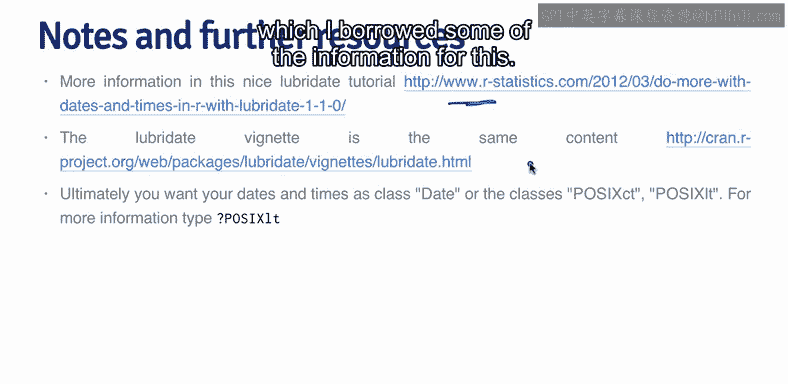 Notes and further resources
which I borrowed some of
the information for this.
• More information in this nice lubridate tutorial http://www.r-statistics.com/2012/03/do-more-with-
dates-and-times-in-r-with-lubridate-1-1-0/
• The lubridate vignette is the same content http://cran.r-
project.org/web/packages/lubridate/vignettes/lubridate.html
• Ultimately you want your dates and times as class "Date" or the classes "POSIXct", "POSIXlt". For
more information type ?POSIXlt